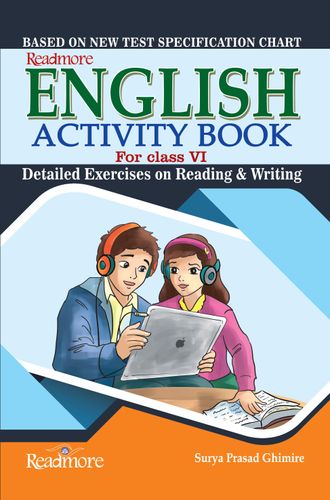 BASED ON NEW TEST SPECIFICATION CHART
Readmore
ENGLISH
ACTIVITY BOOK
For class VI
Detailed Exercises on Reading & Writing
Readmore
Surya Prasad Ghimire